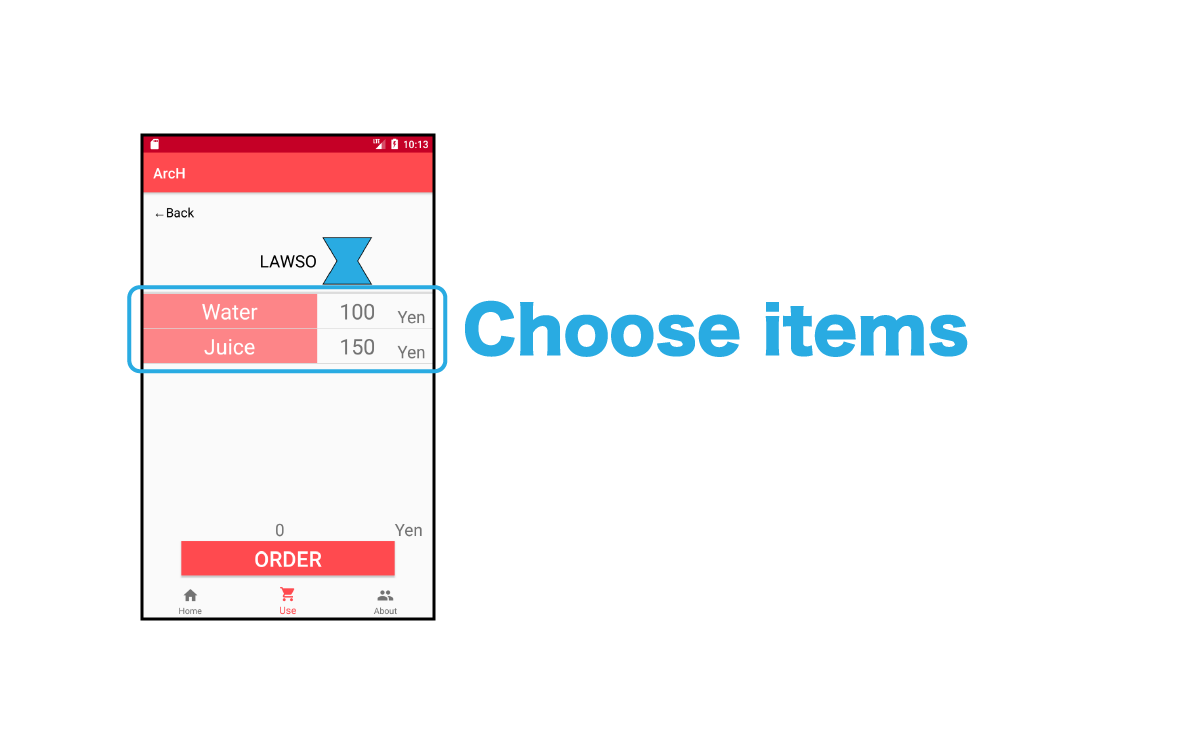 LTE 10:13
ArcH
←Back
LAWSO
Water 100 Yen
Juice 150 Yen
Choose items
0 Yen
ORDER
Home Use About